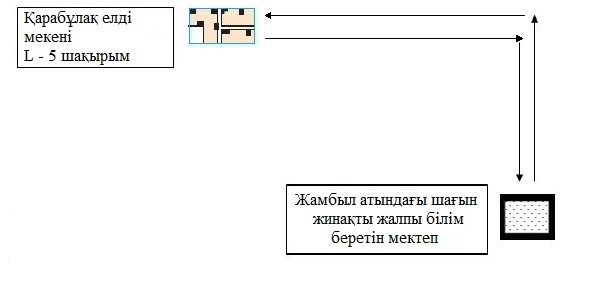 Қарабұлақ елді
мекені
L - 5 шақырым
Жамбыл атындағы шағын
жинақты жалпы білім
беретін мектеп